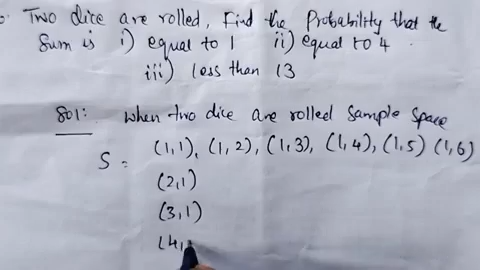 Two dice are rolled, Find the Probability that the
Sum is i) equal to 1 ii) equal to 4.
iii) less than 13
Sol: When two dice are rolled sample space
S = (1,1), (1,2), (1,3), (1,4), (1,5) (1,6)
(2,1)
(3,1)
(4,